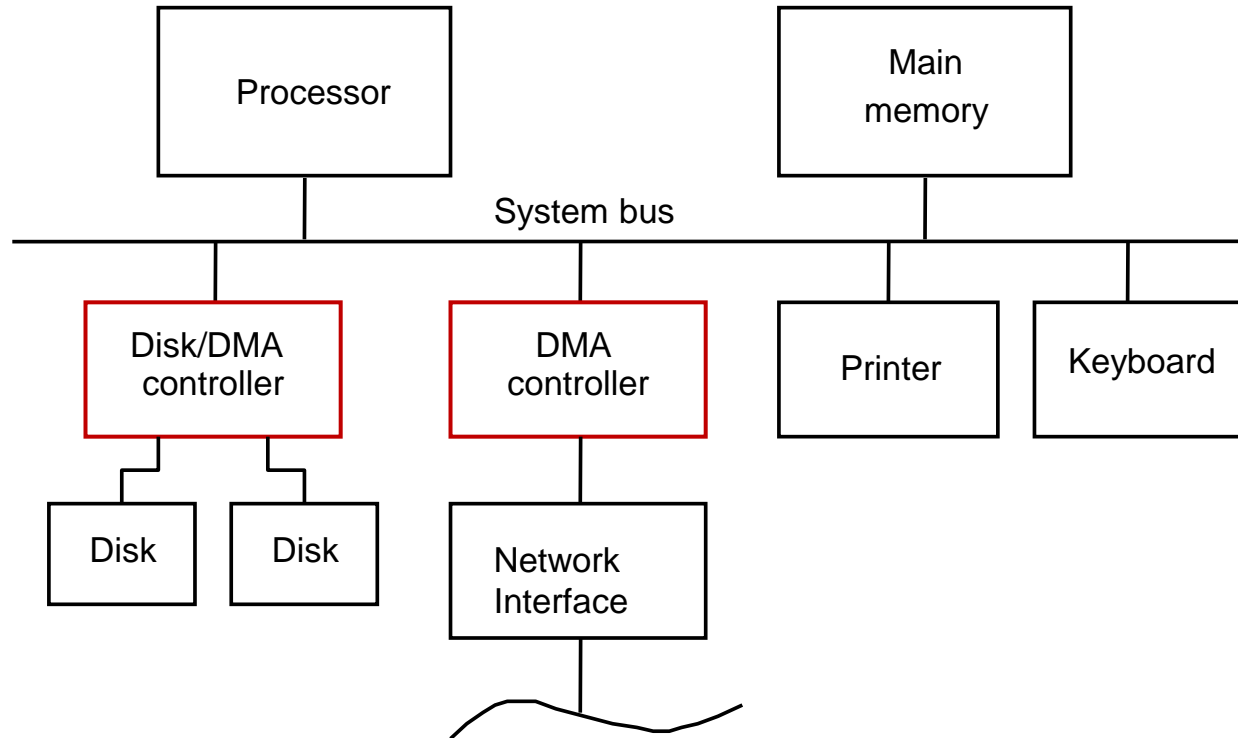 Processor
Main
memory
System bus
Disk/DMA
controller
DMA
controller
Printer
Keyboard
Disk
Disk
Network
Interface